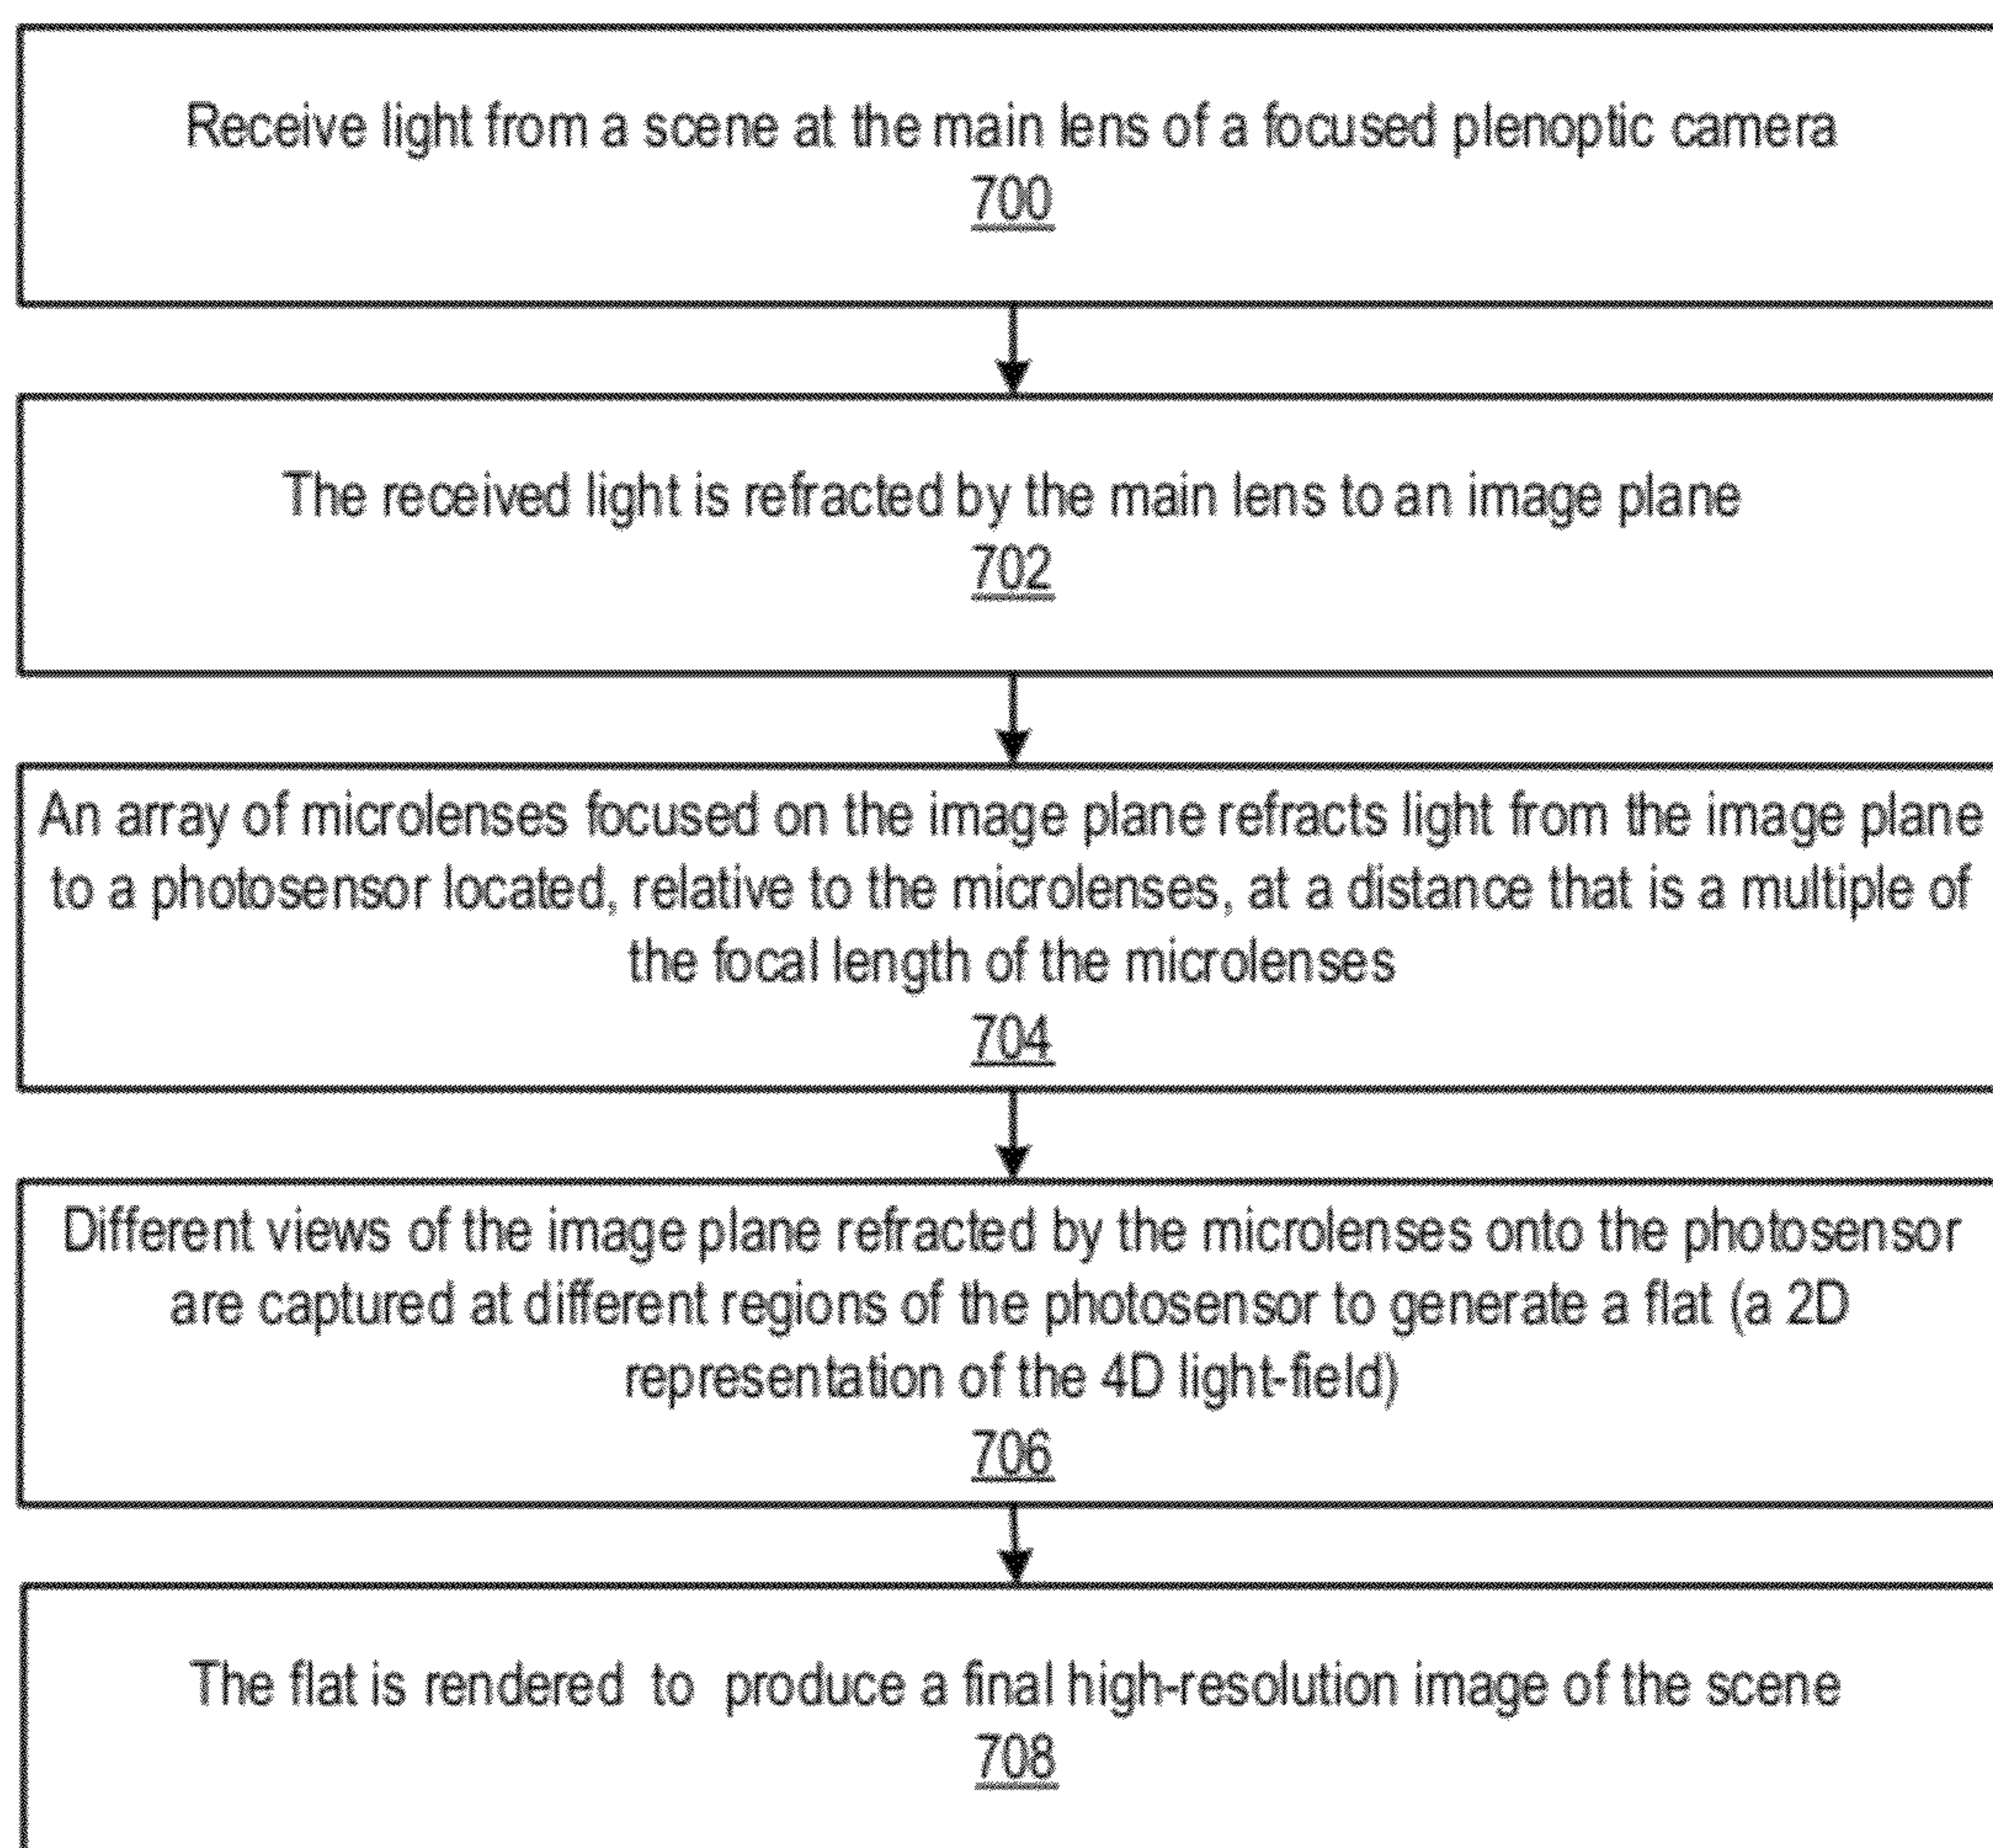 Receive light from a scene at the main lens of a focused plenoptic camera
700
The received light is refracted by the main lens to an image plane
702
An array of microlenses focused on the image plane refracts light from the image plane
to a photosensor located, relative to the microlenses, at a distance that is a multiple of
the focal length of the microlenses
704
Different views of the image plane refracted by the microlenses onto the photosensor
are captured at different regions of the photosensor to generate a flat (a 2D
representation of the 4D light-field)
706
The flat is rendered to produce a final high-resolution image of the scene
708